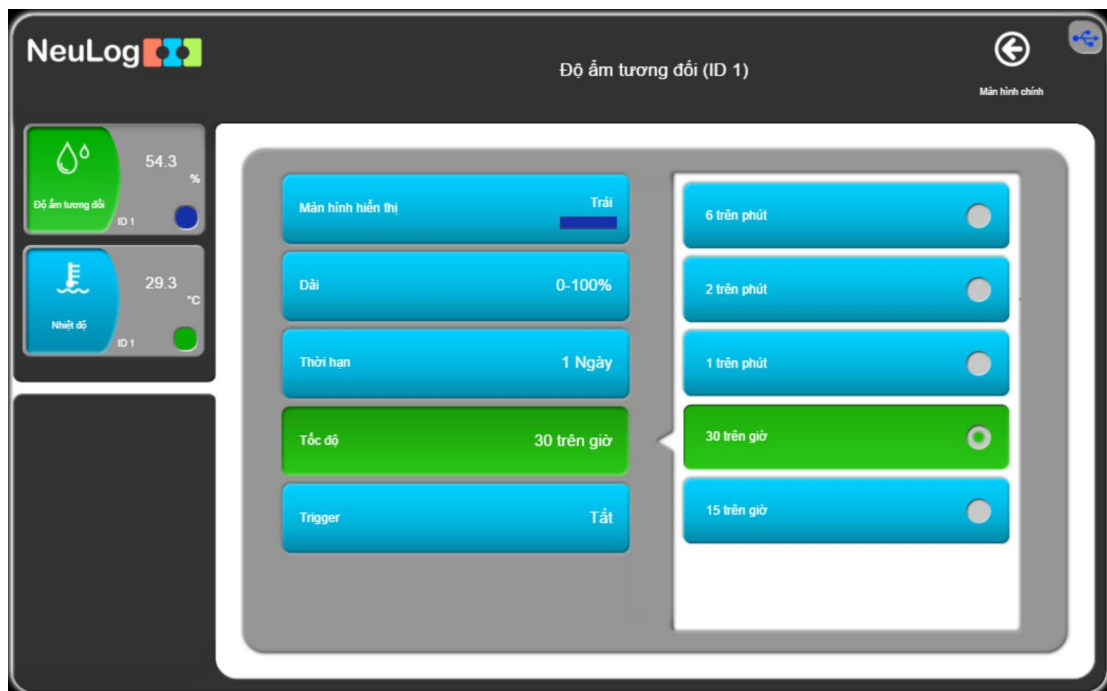 NeuLog
Độ ẩm tương đối (ID 1)
Màn hình chính
54.3
%
Độ ẩm tương đối
ID 1
29.3
°C
Nhiệt độ
ID 1
Màn hình hiển thị
Trái
Dải
0-100%
Thời hạn
1 Ngày
Tốc độ
30 trên giờ
Trigger
Tắt
6 trên phút
2 trên phút
1 trên phút
30 trên giờ
15 trên giờ